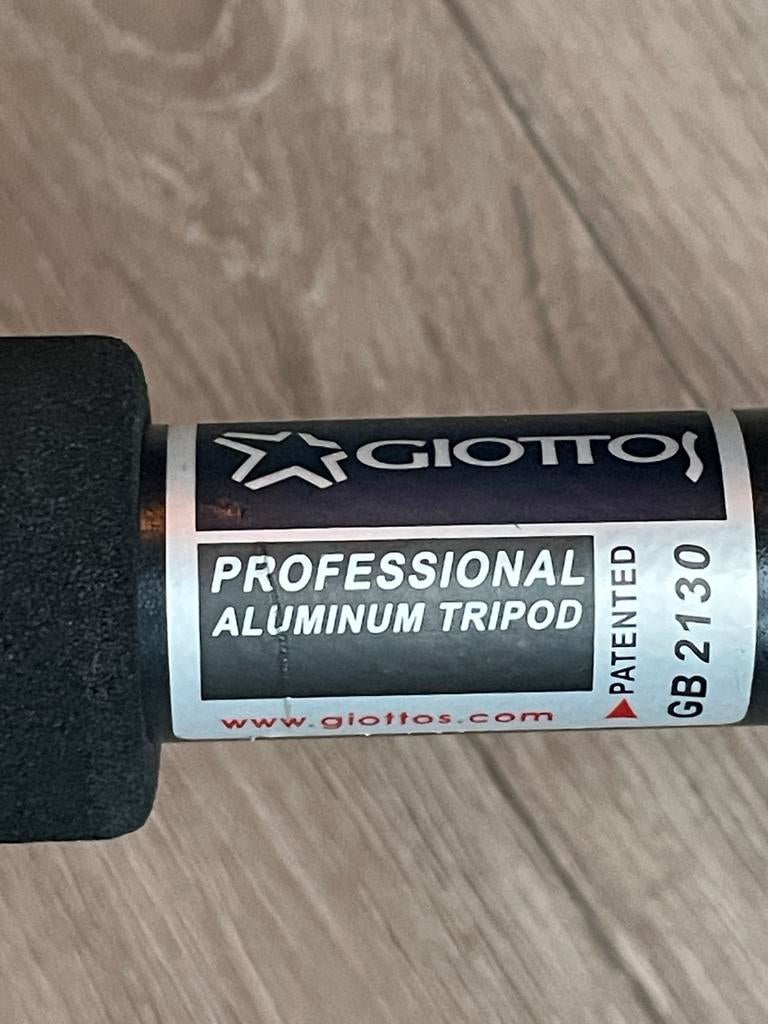 GIOTTOS
PROFESSIONAL
ALUMINUM TRIPOD
www.giottos.com
PATENTED
GB 2130